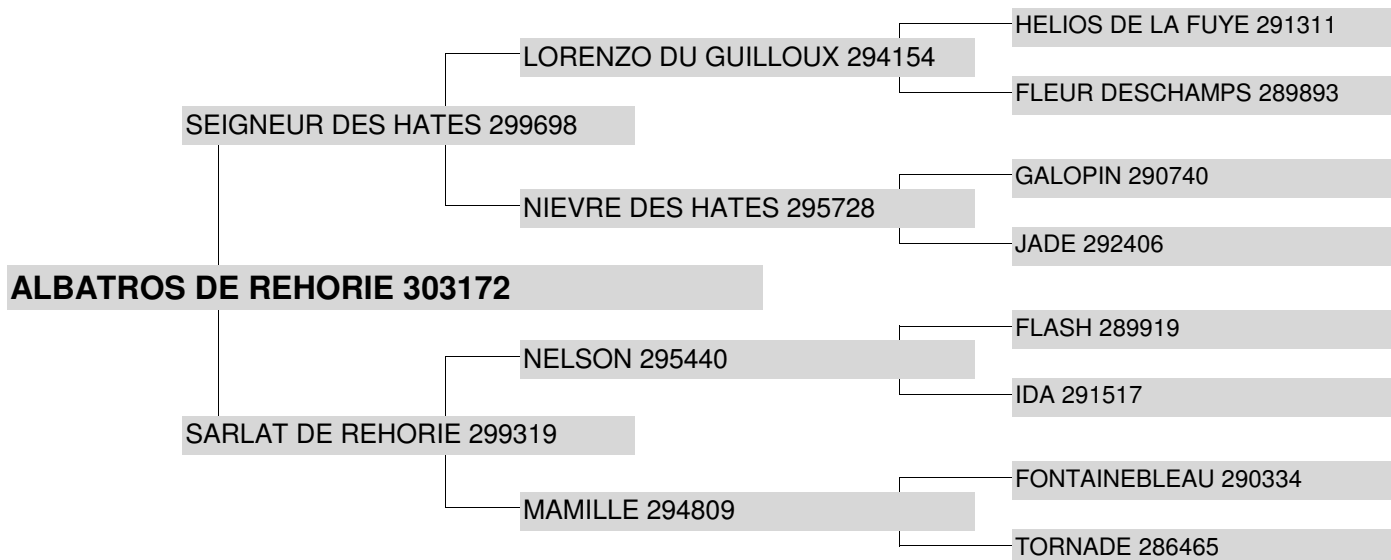 HELIOS DE LA FUYE 291311
LORENZO DU GUILLOUX 294154
FLEUR DESCHAMPS 289893
SEIGNEUR DES HATES 299698
GALOPIN 290740
NIEVRE DES HATES 295728
JADE 292406
ALBATROS DE REHORIE 303172
FLASH 289919
NELSON 295440
IDA 291517
SARLAT DE REHORIE 299319
FONTAINEBLEAU 290334
MAMILLE 294809
TORNADE 286465